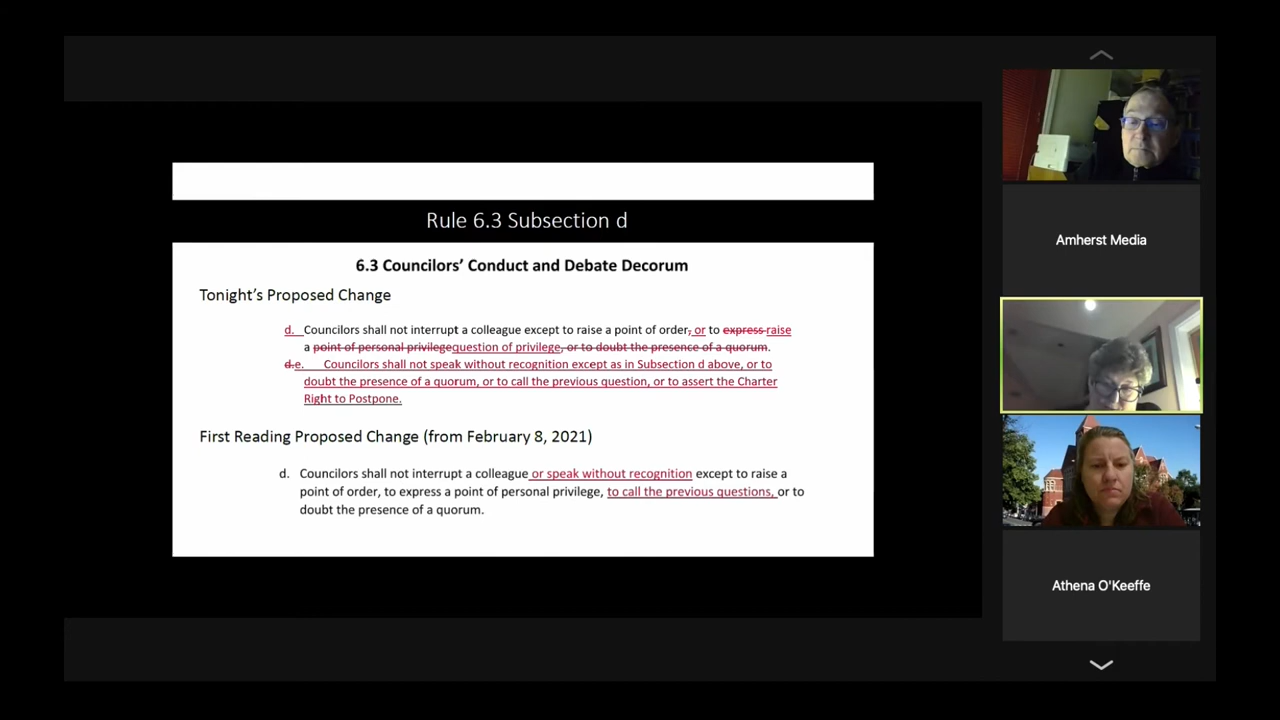 Rule 6.3 Subsection d
6.3 Councilors' Conduct and Debate Decorum
Tonight's Proposed Change
d. Councilors shall not interrupt a colleague except to raise a point of order, or to express raise
a point of personal privilegequestion of privilege, or to doubt the presence of a quorum.
d.e. Councilors shall not speak without recognition except as in Subsection d above, or to
doubt the presence of a quorum, or to call the previous question, or to assert the Charter
Right to Postpone.
First Reading Proposed Change (from February 8, 2021)
d. Councilors shall not interrupt a colleague or speak without recognition except to raise a
point of order, to express a point of personal privilege, to call the previous questions, or to
doubt the presence of a quorum.
Amherst Media
Athena O'Keeffe